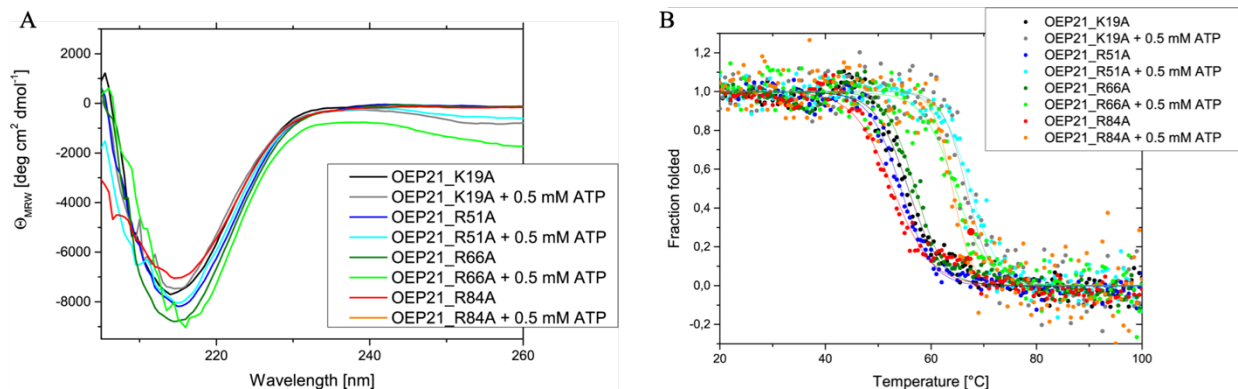 A
2000
0
-2000
-4000
-6000
-8000
Θ_MRW [deg cm² dmol⁻¹]
220
240
260
Wavelength [nm]
OEP21_K19A
OEP21_K19A + 0.5 mM ATP
OEP21_R51A
OEP21_R51A + 0.5 mM ATP
OEP21_R66A
OEP21_R66A + 0.5 mM ATP
OEP21_R84A
OEP21_R84A + 0.5 mM ATP
B
1,2
1,0
0,8
0,6
0,4
0,2
0,0
-0,2
Fraction folded
20
40
60
80
100
Temperature [°C]
OEP21_K19A
OEP21_K19A + 0.5 mM ATP
OEP21_R51A
OEP21_R51A + 0.5 mM ATP
OEP21_R66A
OEP21_R66A + 0.5 mM ATP
OEP21_R84A
OEP21_R84A + 0.5 mM ATP